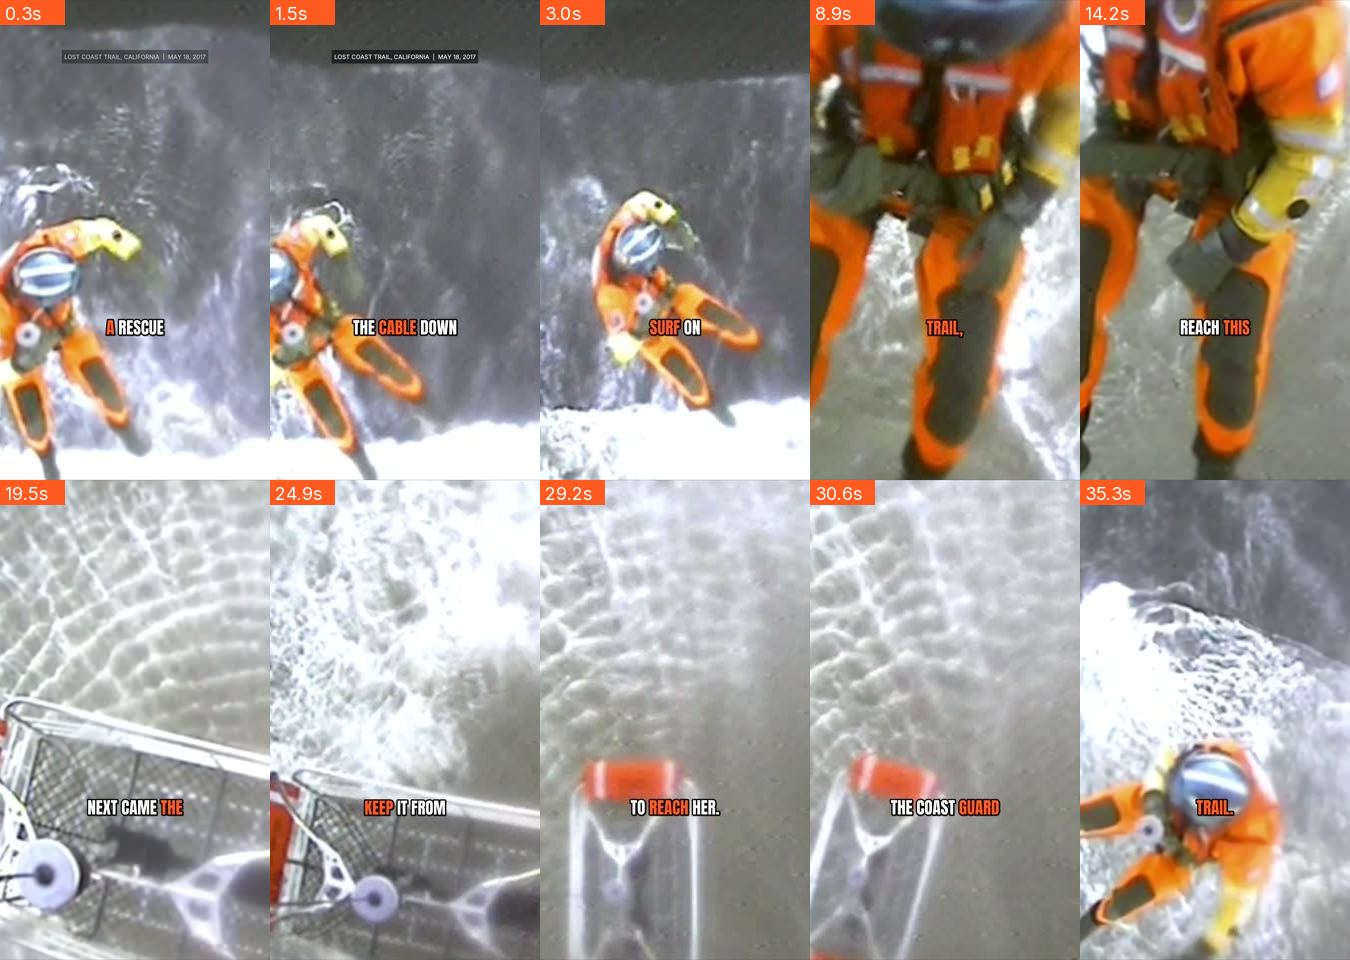 0.3s
LOST COAST TRAIL, CALIFORNIA | MAY 18, 2017
A RESCUE
1.5s
LOST COAST TRAIL, CALIFORNIA | MAY 18, 2017
THE CABLE DOWN
3.0s
SURF ON
8.9s
TRAIL,
14.2s
REACH THIS
19.5s
NEXT CAME THE
24.9s
KEEP IT FROM
29.2s
TO REACH HER.
30.6s
THE COAST GUARD
35.3s
TRAIL.